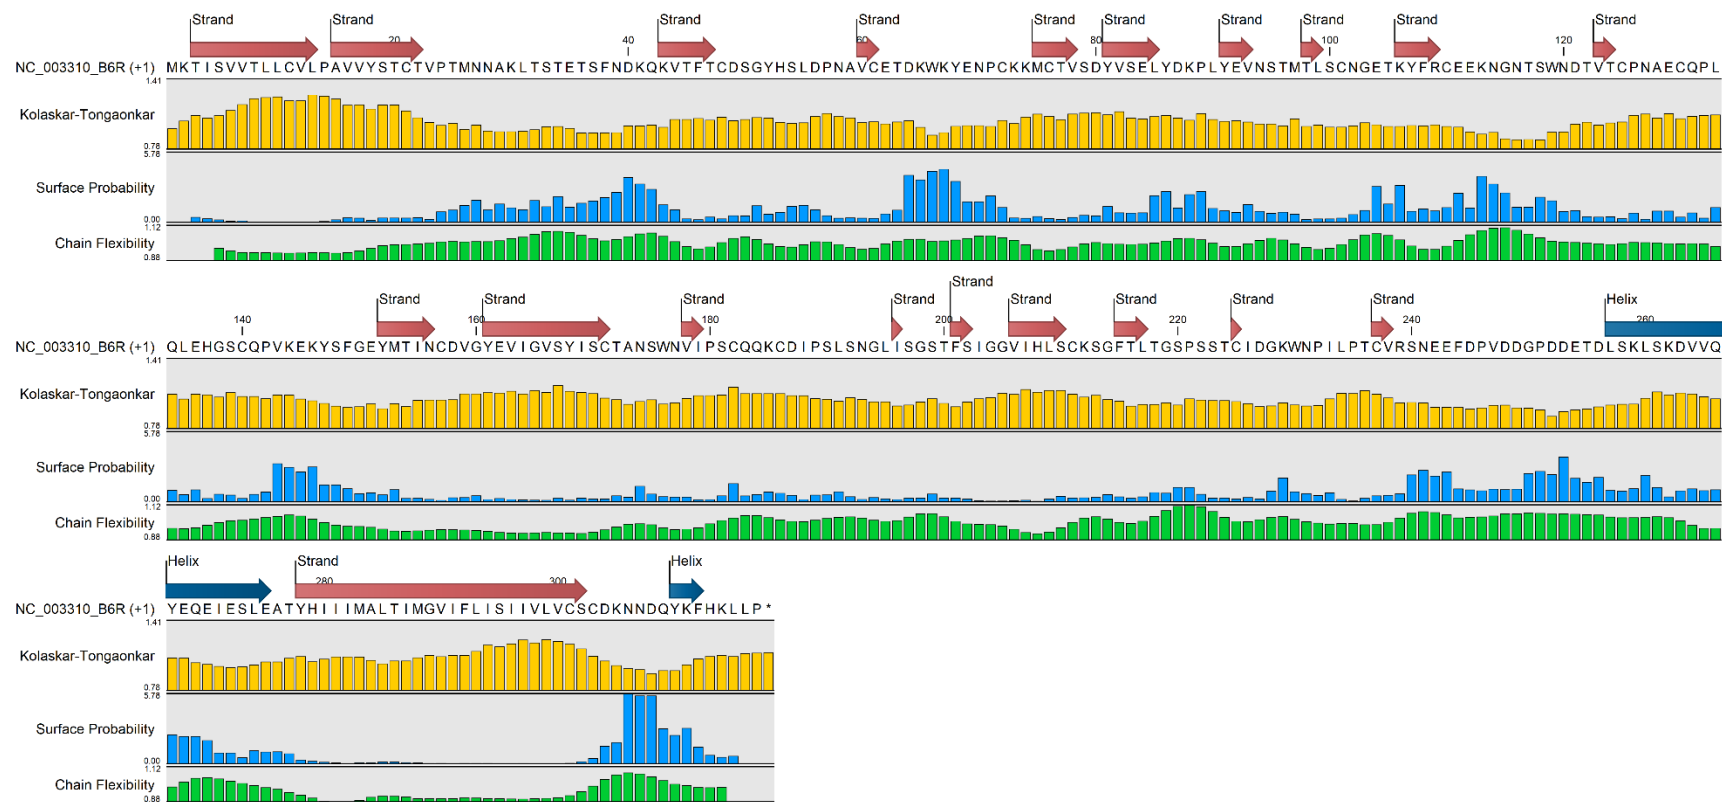 Strand Strand Strand Strand Strand Strand Strand Strand Strand Strand
20 40 60 80 100 120
NC_003310_B6R (+1) MKTISVVTLLCVLPAVVYSTCTVPTMNNAKLTSTETSFNDKQKVTFTCDSGYHSLDPNAVCETDKWKYENPCKKMCTVSDYVSELYDKPLYEVNSTMTLSCNGETKYFRCEEKNGNTSWNDTVTCPNAECQPL
1.41
Kolaskar-Tongaonkar
0.78
5.78
Surface Probability
0.00
1.12
Chain Flexibility
0.88
Strand
Strand Strand Strand Strand Strand Strand Strand Strand Helix
140 160 180 200 220 240 260
NC_003310_B6R (+1) QLEHGSCQPVKEKYSFGEYMTINCDVGYEVIGVSYISCTANSWNVIPSCQQKCDIPSLSNGLISGSTFSIGGVIHLSCKSGFTLTGSPSSTCIDGKWNPILPTCVRSNEEFDPVDDGPDDETDLSKLSKDVVQ
1.41
Kolaskar-Tongaonkar
0.78
5.78
Surface Probability
0.00
1.12
Chain Flexibility
0.88
Helix Strand Helix
280 300
NC_003310_B6R (+1) YEQEIESLEATYHIIIMALTIMGVIFLISIIVLVCSCDKNNDQYKFHKLLP*
1.41
Kolaskar-Tongaonkar
0.78
5.78
Surface Probability
0.00
1.12
Chain Flexibility
0.88